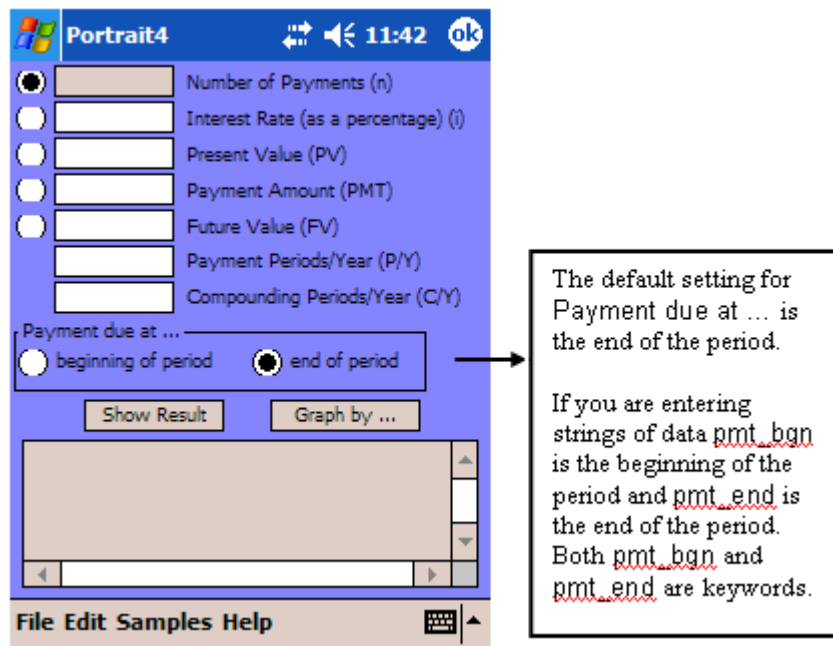 Portrait4 11:42 ok
Number of Payments (n)
Interest Rate (as a percentage) (i)
Present Value (PV)
Payment Amount (PMT)
Future Value (FV)
Payment Periods/Year (P/Y)
Compounding Periods/Year (C/Y)
Payment due at ...
beginning of period end of period
Show Result Graph by ...
File Edit Samples Help
The default setting for
Payment due at ... is
the end of the period.
If you are entering
strings of data pmt_bgn
is the beginning of the
period and pmt_end is
the end of the period.
Both pmt_bgn and
pmt_end are keywords.